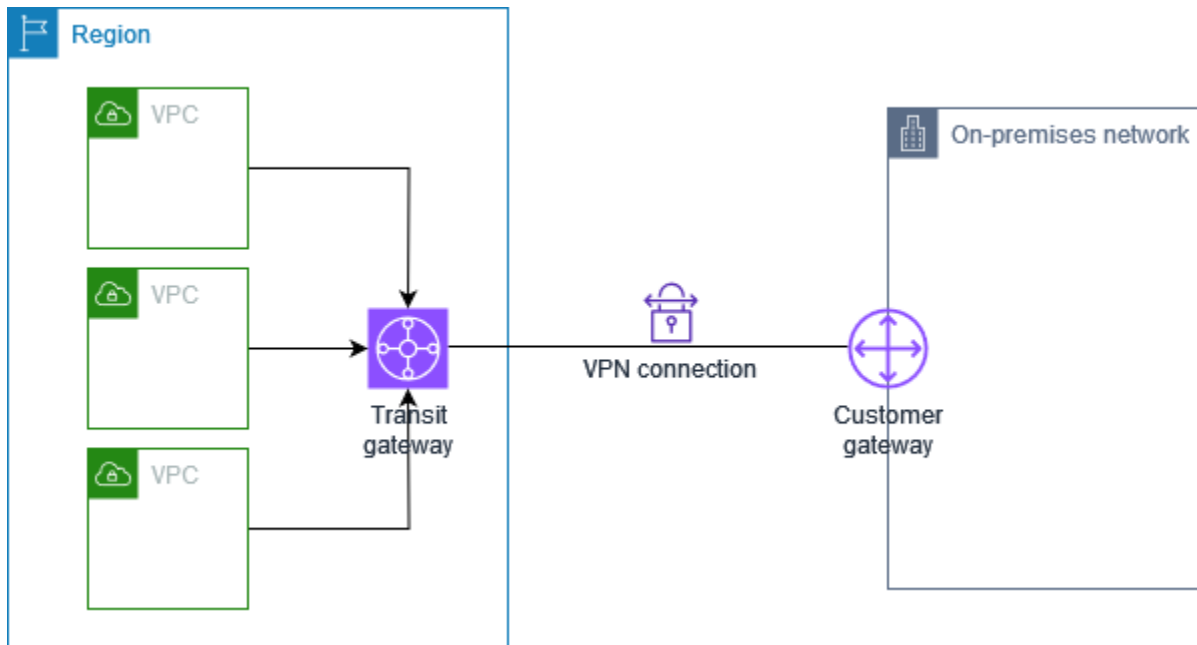 Region
VPC
On-premises network
VPC
VPN connection
Transit
gateway
Customer
gateway
VPC